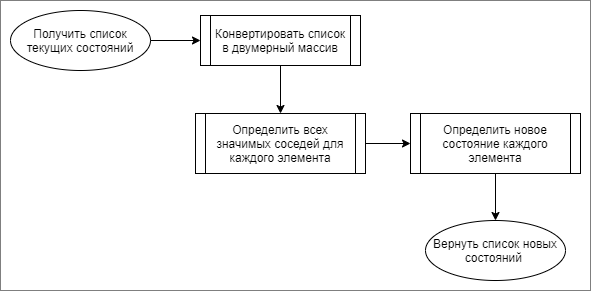 Получить список
текущих состояний
Конвертировать список
в двумерный массив
Определить всех
значимых соседей для
каждого элемента
Определить новое
состояние каждого
элемента
Вернуть список новых
состояний